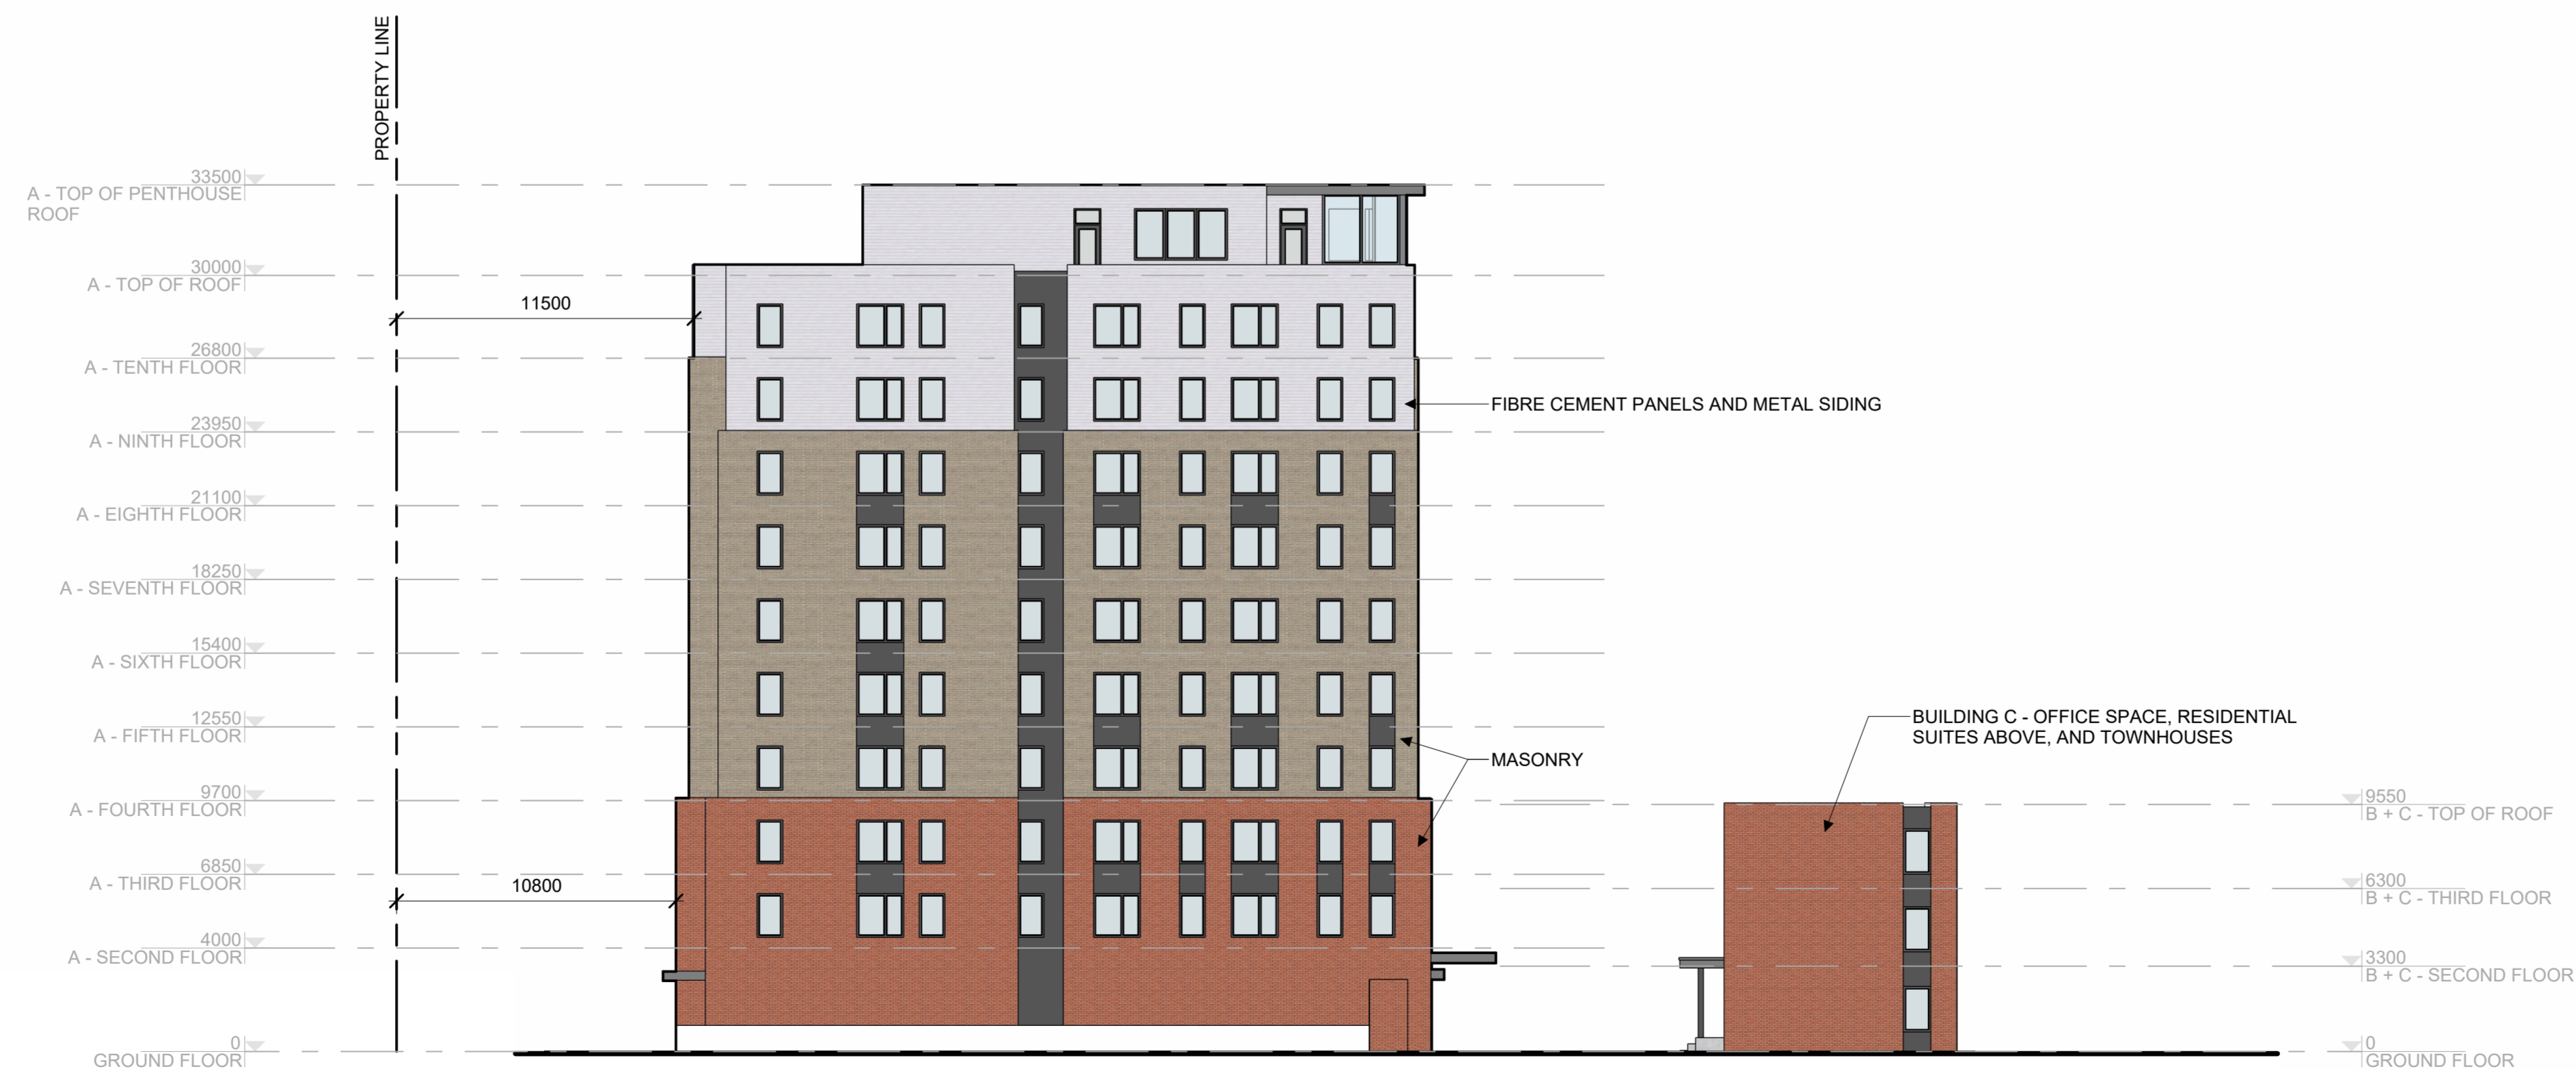 PROPERTY LINE
33500
A - TOP OF PENTHOUSE
ROOF
30000
A - TOP OF ROOF
11500
26800
A - TENTH FLOOR
FIBRE CEMENT PANELS AND METAL SIDING
23950
A - NINTH FLOOR
21100
A - EIGHTH FLOOR
18250
A - SEVENTH FLOOR
15400
A - SIXTH FLOOR
12550
A - FIFTH FLOOR
BUILDING C - OFFICE SPACE, RESIDENTIAL
SUITES ABOVE, AND TOWNHOUSES
MASONRY
9700
A - FOURTH FLOOR
9550
B + C - TOP OF ROOF
6850
A - THIRD FLOOR
10800
6300
B + C - THIRD FLOOR
4000
A - SECOND FLOOR
3300
B + C - SECOND FLOOR
0
GROUND FLOOR
0
GROUND FLOOR